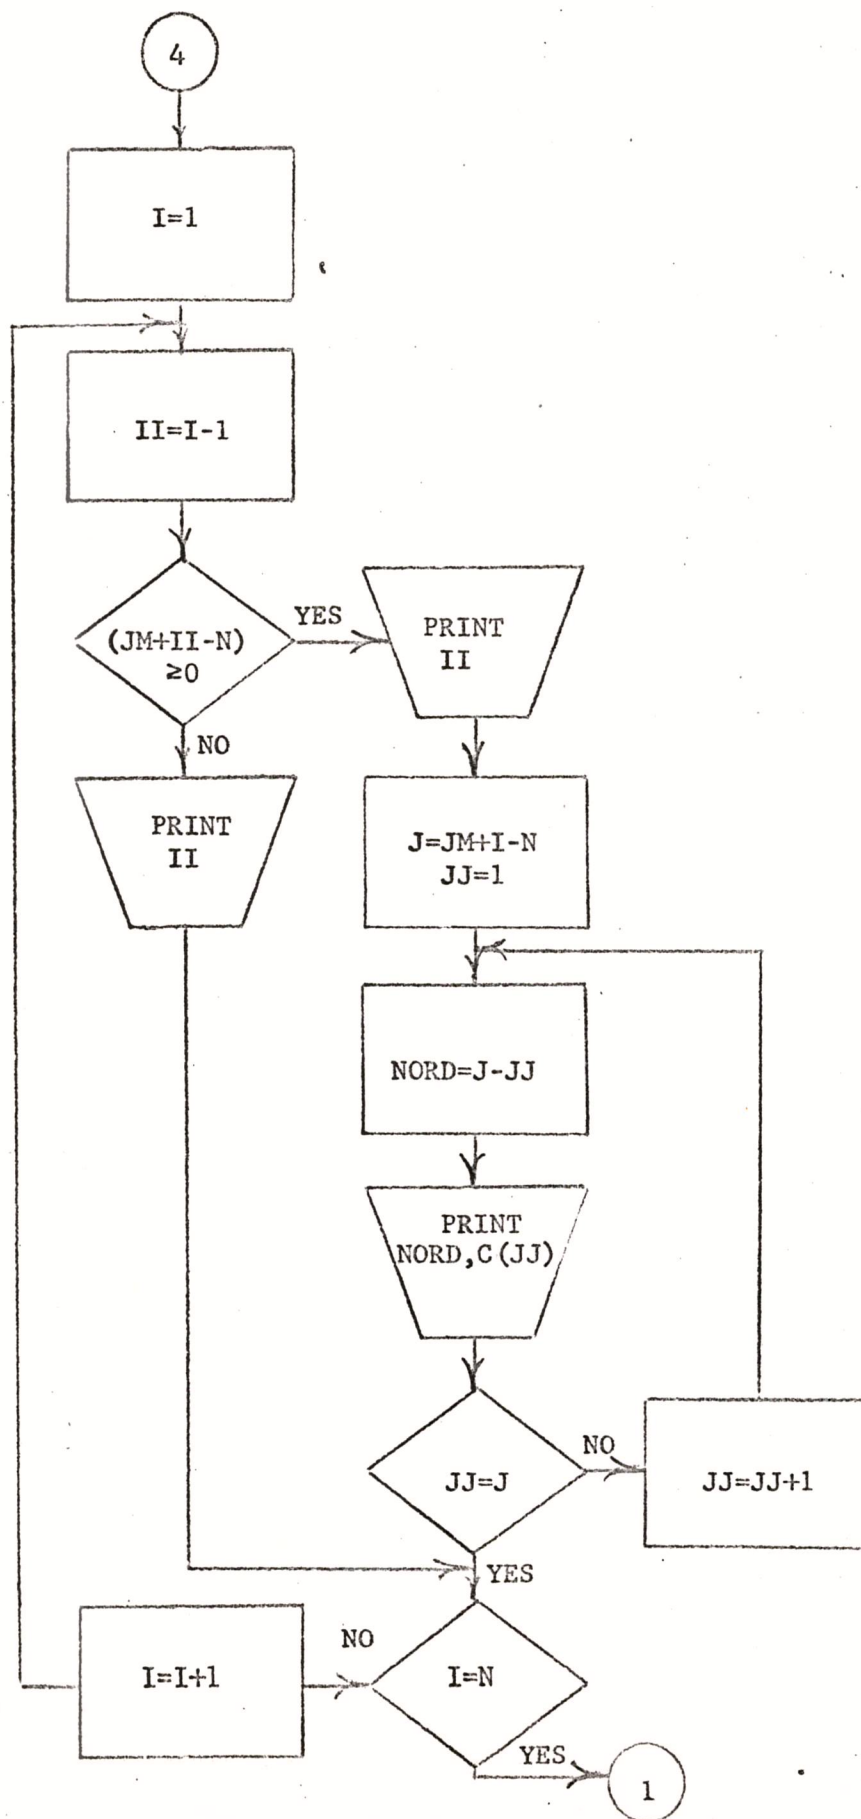 4
I=1
II=I-1
(JM+II-N)
≥0
YES
PRINT
II
NO
PRINT
II
J=JM+I-N
JJ=1
NORD=J-JJ
PRINT
NORD,C(JJ)
JJ=J
NO
JJ=JJ+1
YES
I=N
NO
I=I+1
YES
1